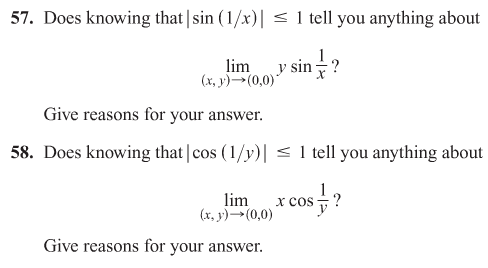 57. Does knowing that |sin (1/x)| ≤ 1 tell you anything about
lim (x, y)→(0,0) y sin 1/x ?
Give reasons for your answer.
58. Does knowing that |cos (1/y)| ≤ 1 tell you anything about
lim (x, y)→(0,0) x cos 1/y ?
Give reasons for your answer.